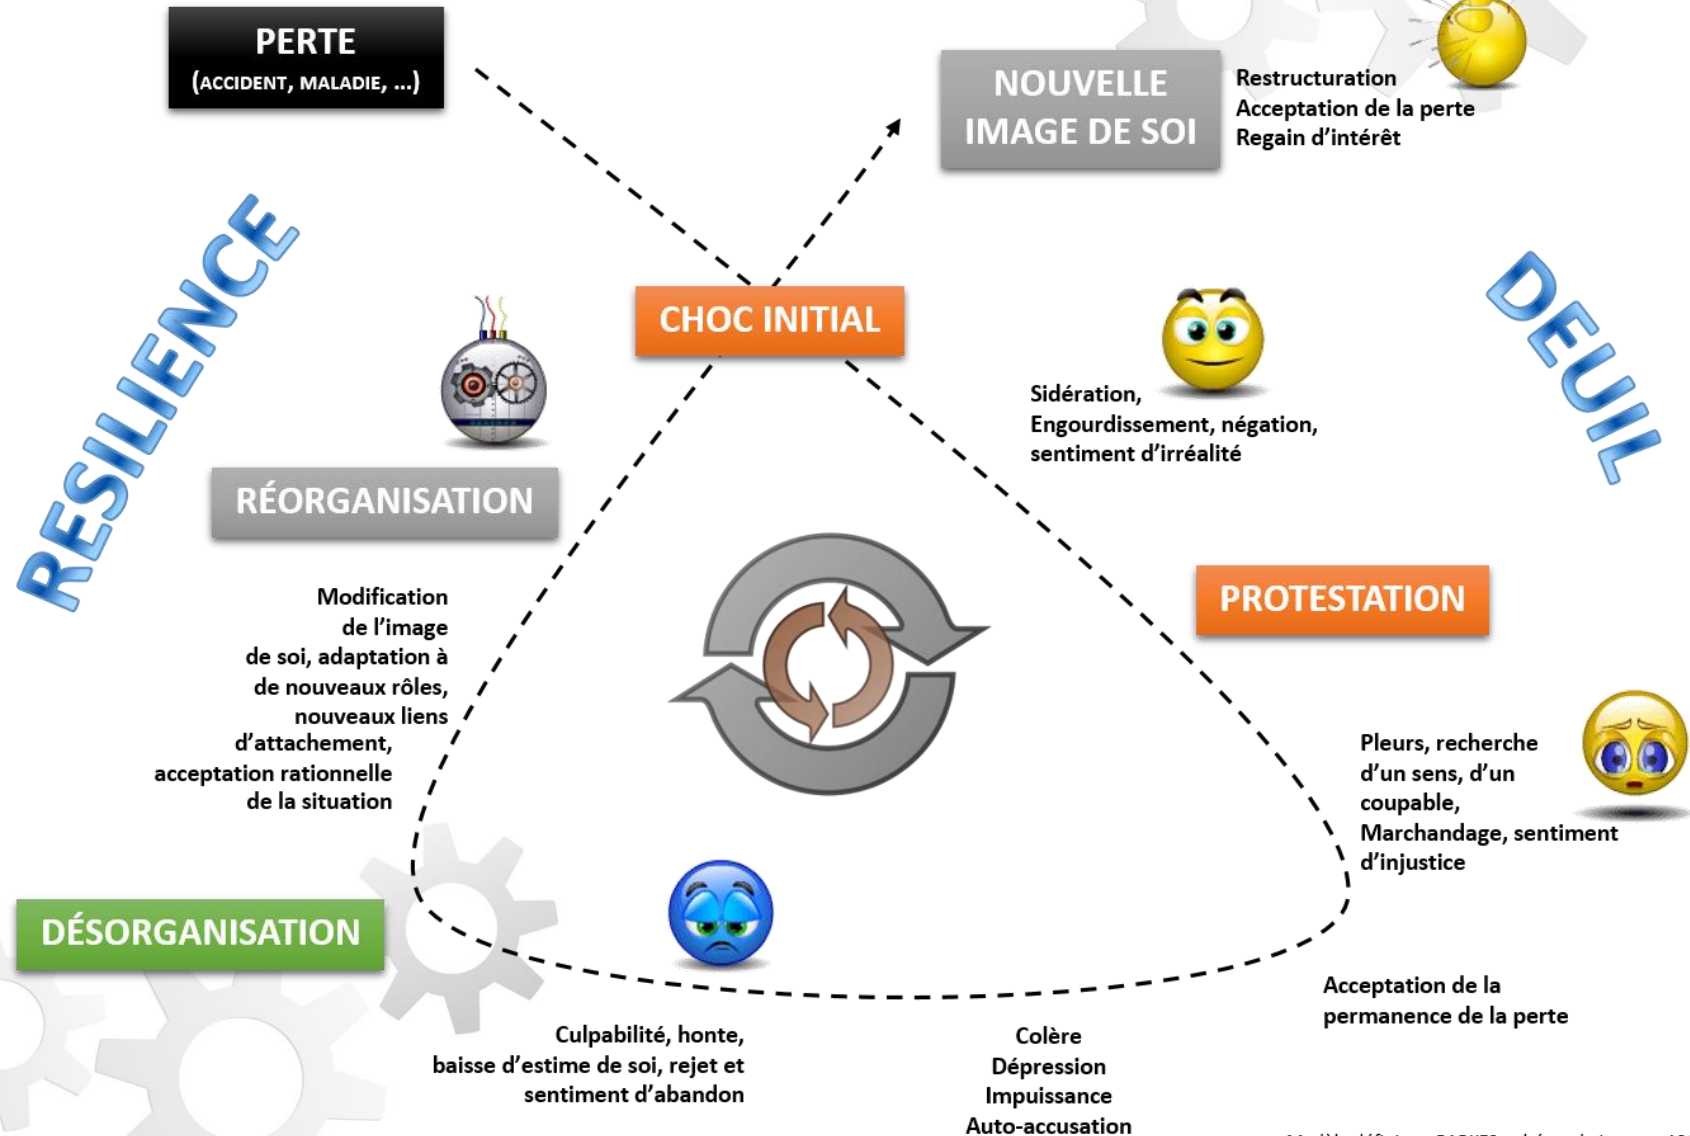 PERTE
(ACCIDENT, MALADIE, ...)
NOUVELLE
IMAGE DE SOI
Restructuration
Acceptation de la perte
Regain d'intérêt
RESILIENCE
DEUIL
CHOC INITIAL
Sidération,
Engourdissement, négation,
sentiment d'irréalité
RÉORGANISATION
Modification
de l'image
de soi, adaptation à
de nouveaux rôles,
nouveaux liens
d'attachement,
acceptation rationnelle
de la situation
PROTESTATION
Pleurs, recherche
d'un sens, d'un
coupable,
Marchandage, sentiment
d'injustice
DÉSORGANISATION
Acceptation de la
permanence de la perte
Culpabilité, honte,
baisse d'estime de soi, rejet et
sentiment d'abandon
Colère
Dépression
Impuissance
Auto-accusation